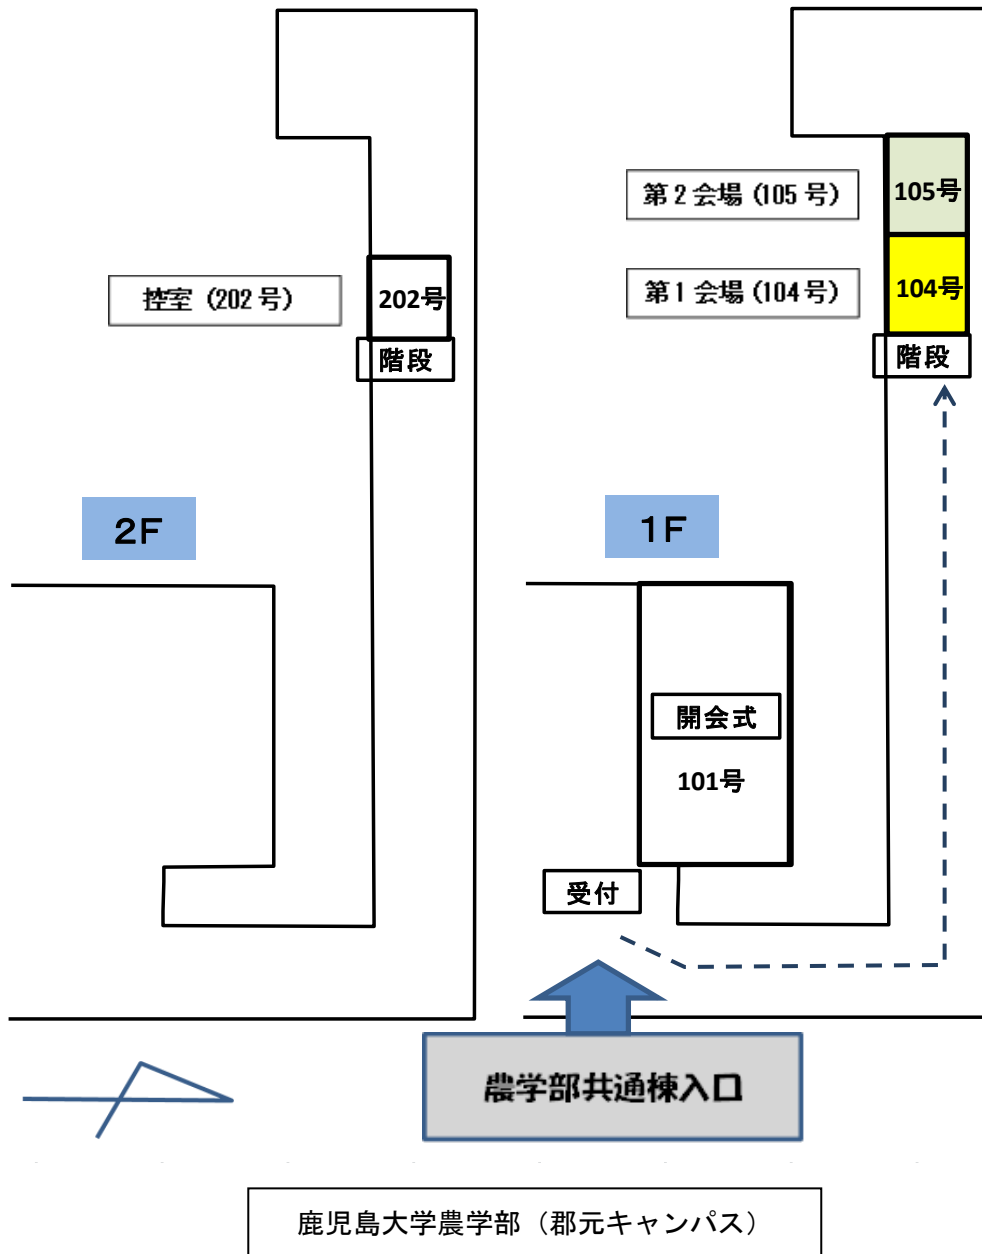 105号
第2会場（105号）
104号
第1会場（104号）
階段
控室（202号）
202号
階段
2F
1F
開会式
101号
受付
農学部共通棟入口
鹿児島大学農学部（郡元キャンパス）